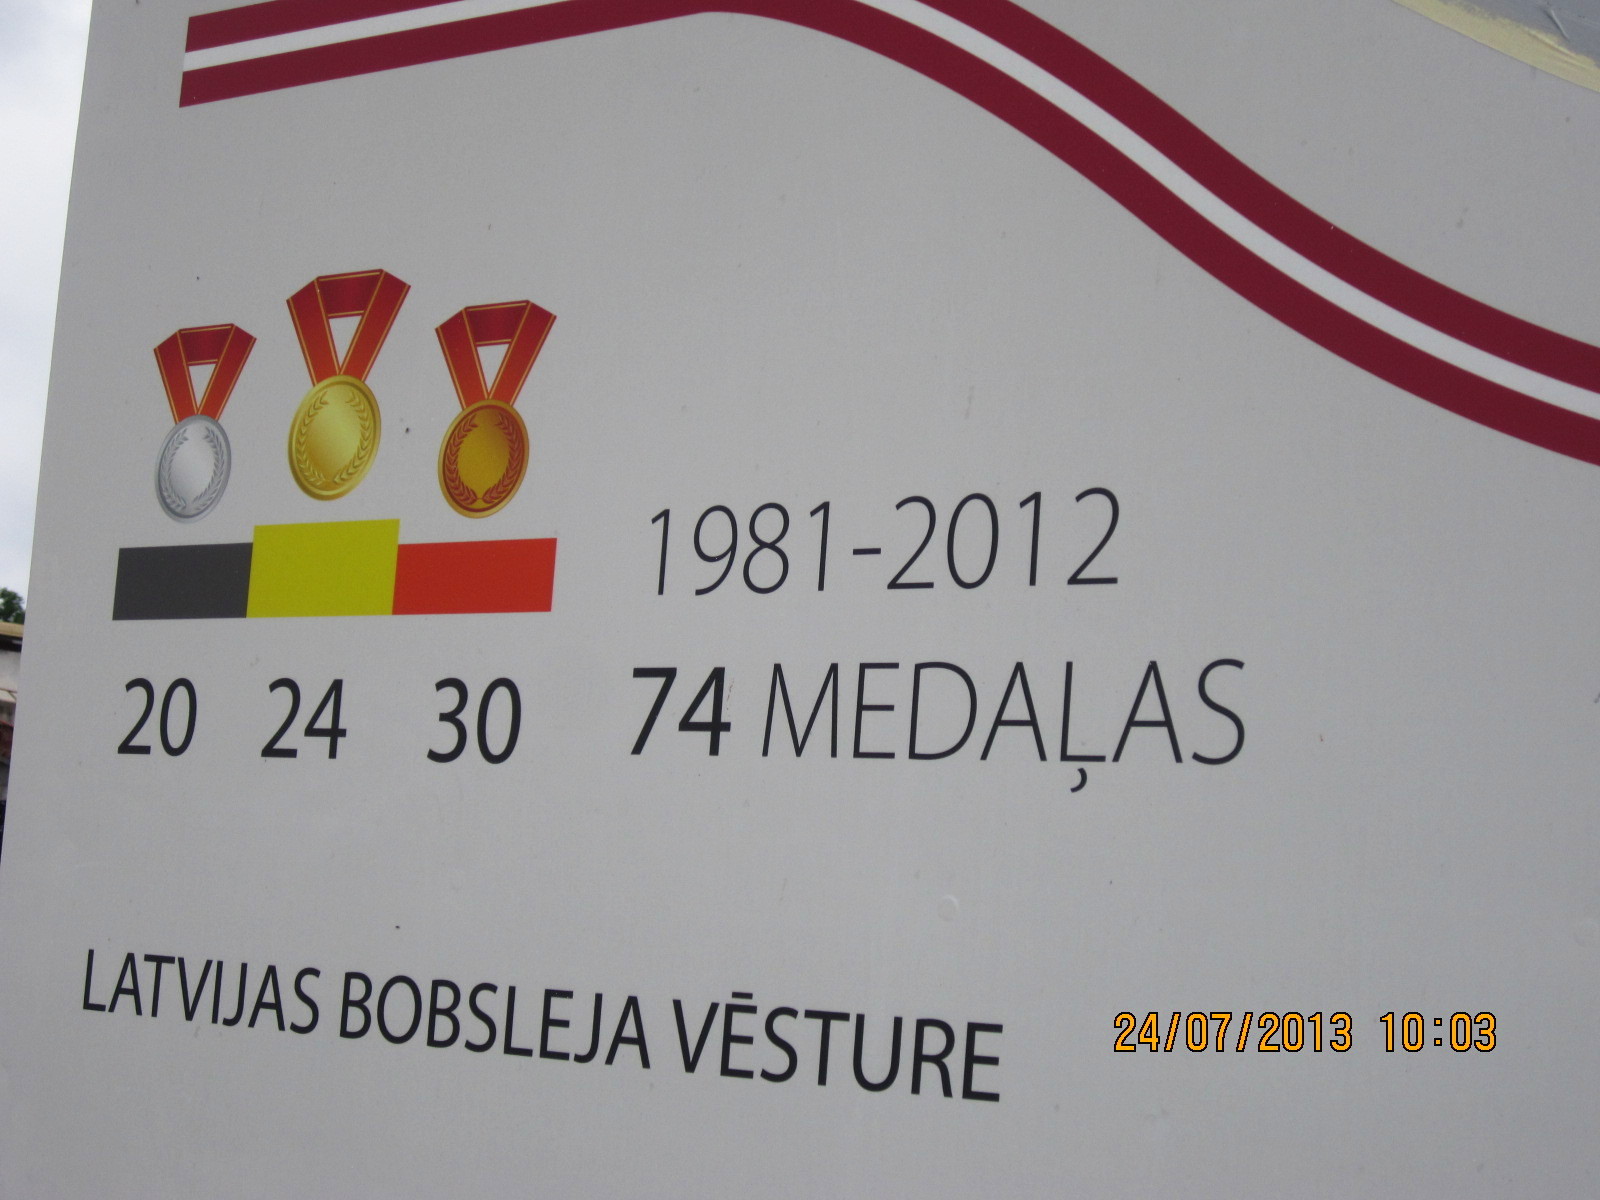 1981-2012
20 24 30 74 MEDAĻAS
LATVIJAS BOBSLEJA VĒSTURE
24/07/2013 10:03